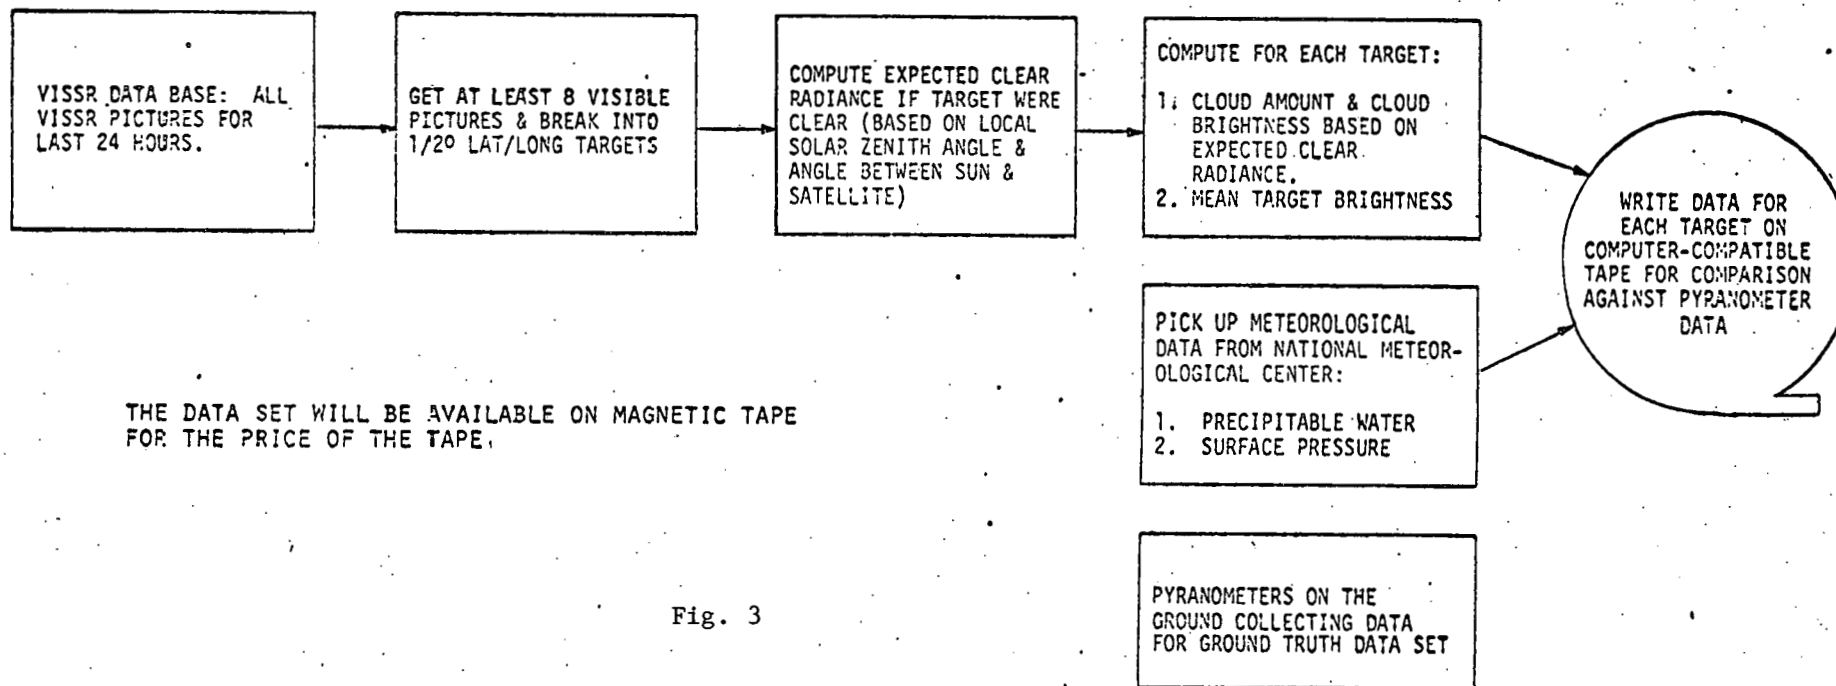 VISSR DATA BASE: ALL
VISSR PICTURES FOR
LAST 24 HOURS.
GET AT LEAST 8 VISIBLE
PICTURES & BREAK INTO
1/2º LAT/LONG TARGETS
COMPUTE EXPECTED CLEAR
RADIANCE IF TARGET WERE
CLEAR (BASED ON LOCAL
SOLAR ZENITH ANGLE &
ANGLE BETWEEN SUN &
SATELLITE)
COMPUTE FOR EACH TARGET:
1. CLOUD AMOUNT & CLOUD
BRIGHTNESS BASED ON
EXPECTED CLEAR
RADIANCE.
2. MEAN TARGET BRIGHTNESS
WRITE DATA FOR
EACH TARGET ON
COMPUTER-COMPATIBLE
TAPE FOR COMPARISON
AGAINST PYRANOMETER
DATA
PICK UP METEOROLOGICAL
DATA FROM NATIONAL METEOR-
OLOGICAL CENTER:
1. PRECIPITABLE WATER
2. SURFACE PRESSURE
THE DATA SET WILL BE AVAILABLE ON MAGNETIC TAPE
FOR THE PRICE OF THE TAPE.
PYRANOMETERS ON THE
GROUND COLLECTING DATA
FOR GROUND TRUTH DATA SET
Fig. 3